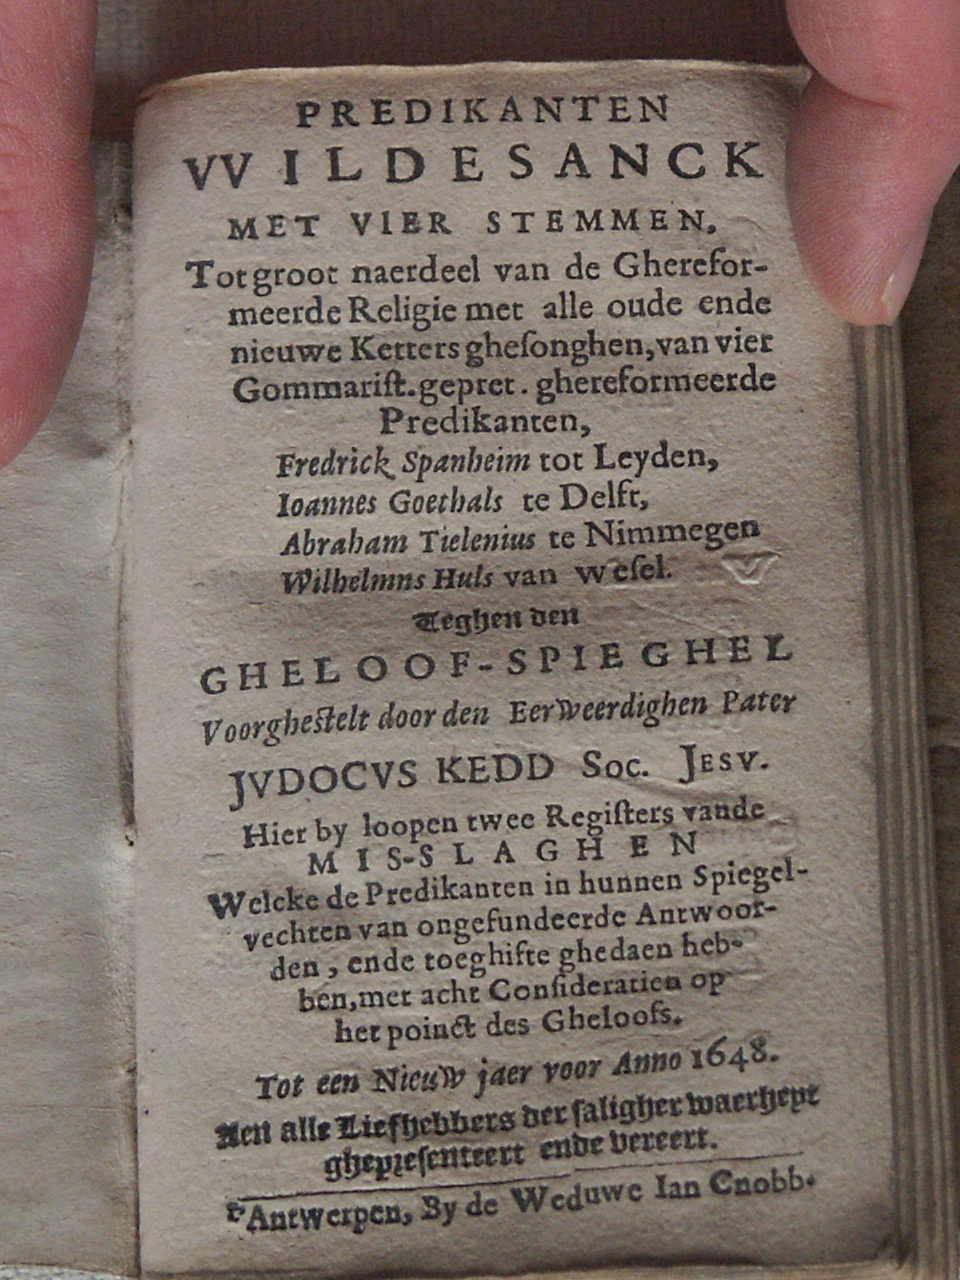 PREDIKANTEN
VVILDESANCK
MET VIER STEMMEN.
Tot groot naerdeel van de Gherefor-
meerde Religie met alle oude ende
nieuwe Ketters gheſonghen, van vier
Gommariſt. gepret. ghereformeerde
Predikanten,
Fredrick Spanheim tot Leyden,
Ioannes Goethals te Delft,
Abraham Tielenius te Nimmegen
Wilhelmns Huls van weſel.
Teghen den
GHELOOF-SPIEGHEL
Voorgheſtelt door den Eerweerdighen Pater
JVDOCVS KEDD Soc. JESV.
Hier by loopen twee Regiſters vande
MIS-SLAGHEN
Welcke de Predikanten in hunnen Spiegel-
vechten van ongefundeerde Antwoor-
den, ende toeghifte ghedaen heb-
ben, met acht Conſideratien op
het poinct des Gheloofs.
Tot een Nieuw jaer voor Anno 1648.
Aen alle Liefhebbers der ſaligher waerheyt
ghepreſenteert ende vereert.
t'Antwerpen, By de Weduwe Ian Cnobb.